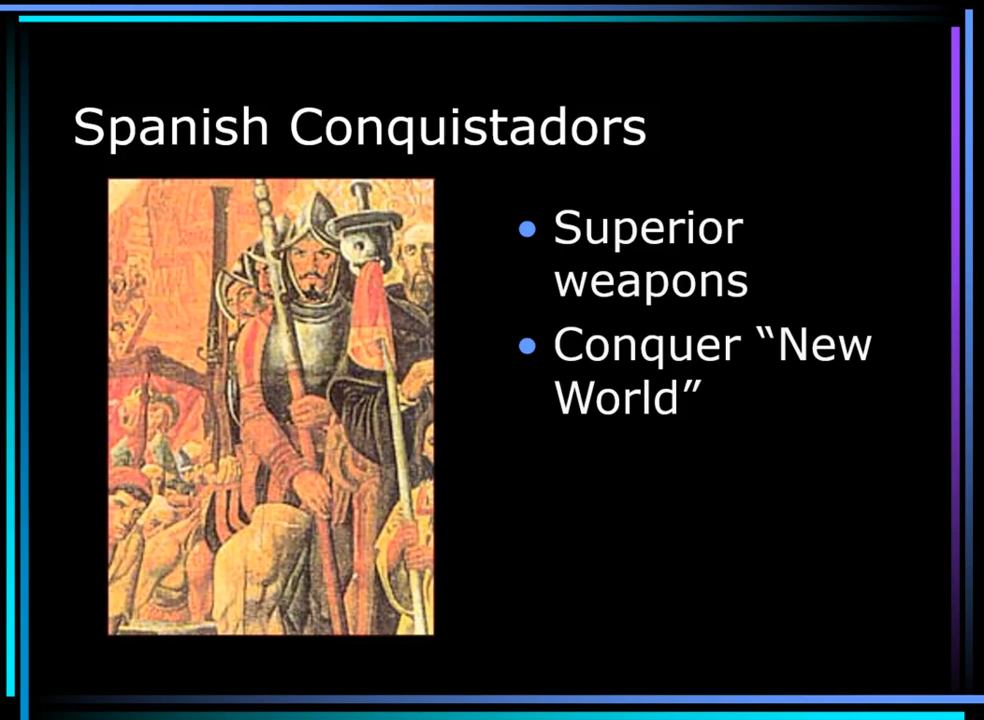 Spanish Conquistadors
• Superior
weapons
• Conquer “New
World”